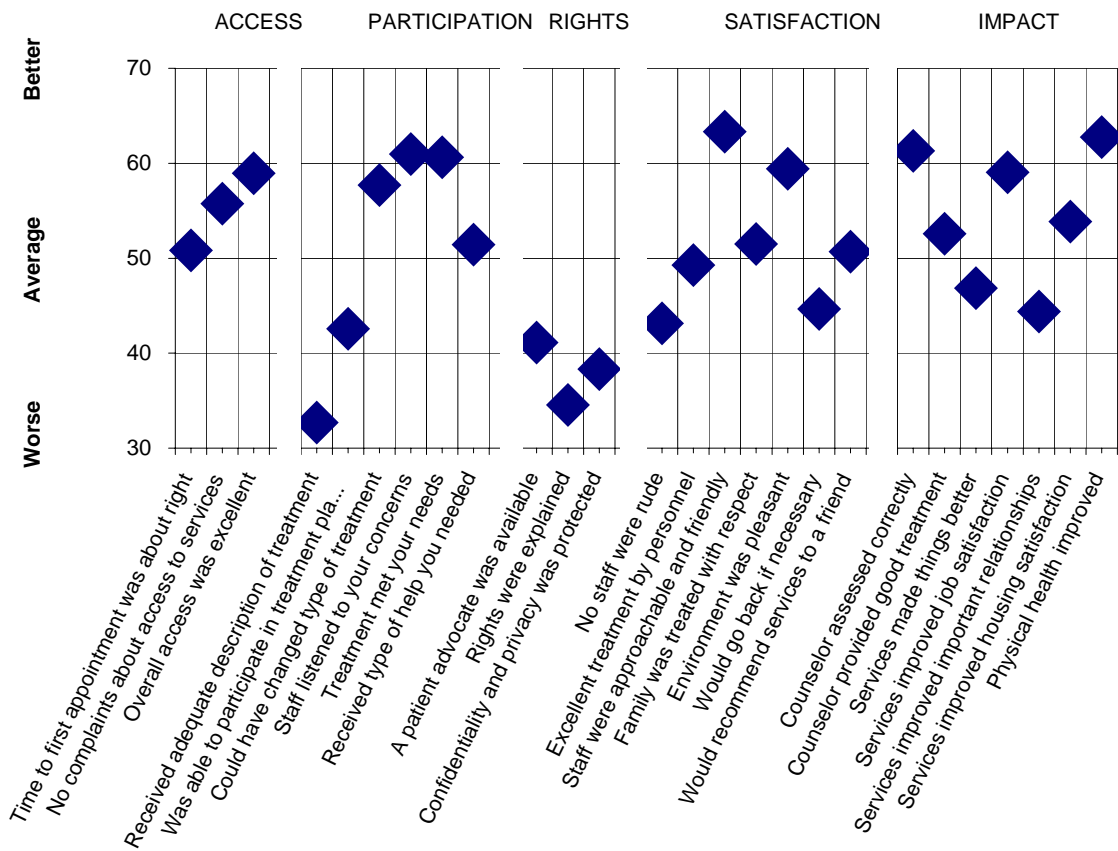 ACCESS
PARTICIPATION
RIGHTS
SATISFACTION
IMPACT
Better
Average
Worse
70
60
50
40
30
Time to first appointment was about right
No complaints about access to services
Overall access was excellent
Received adequate description of treatment
Was able to participate in treatment pla...
Could have changed type of treatment
Staff listened to your concerns
Treatment met your needs
Received type of help you needed
A patient advocate was available
Rights were explained
Confidentiality and privacy was protected
No staff were rude
Excellent treatment by personnel
Staff were approachable and friendly
Family was treated with respect
Environment was pleasant
Would go back if necessary
Would recommend services to a friend
Counselor assessed correctly
Counselor provided good treatment
Services made things better
Services improved job satisfaction
Services improved important relationships
Services improved housing satisfaction
Physical health improved